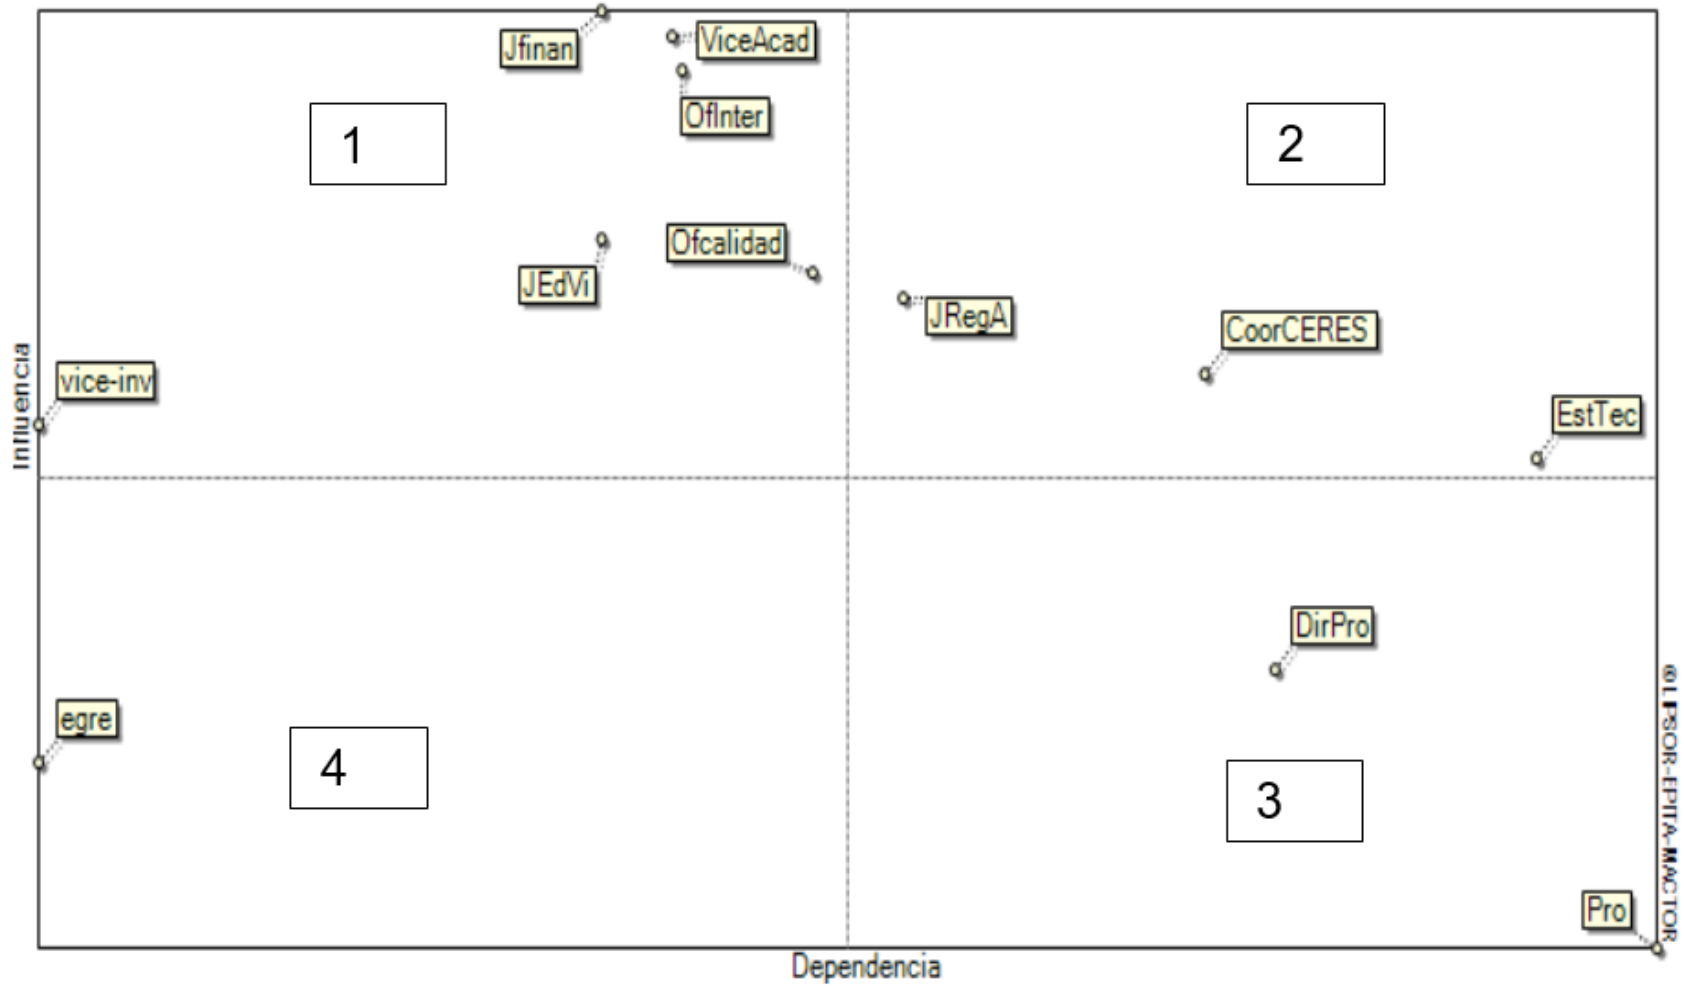 Jfinan
ViceAcad
OfInter
1
2
Ofcalidad
JEdVi
JRegA
CoorCERES
vice-inv
EstTec
Influencia
DirPro
egre
4
3
Pro
Dependencia
©LIPSOR-EPITA-MACTOR